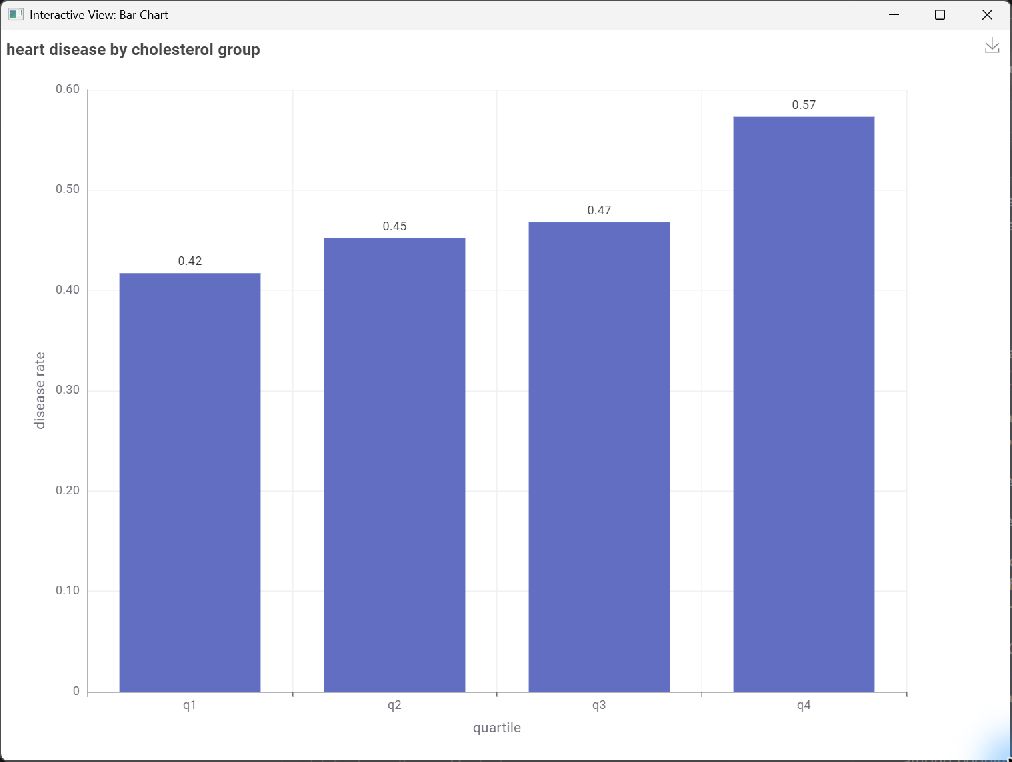 Interactive View: Bar Chart
heart disease by cholesterol group
0.60
0.50
0.40
0.30
0.20
0.10
0
disease rate
0.42
0.45
0.47
0.57
q1
q2
q3
q4
quartile